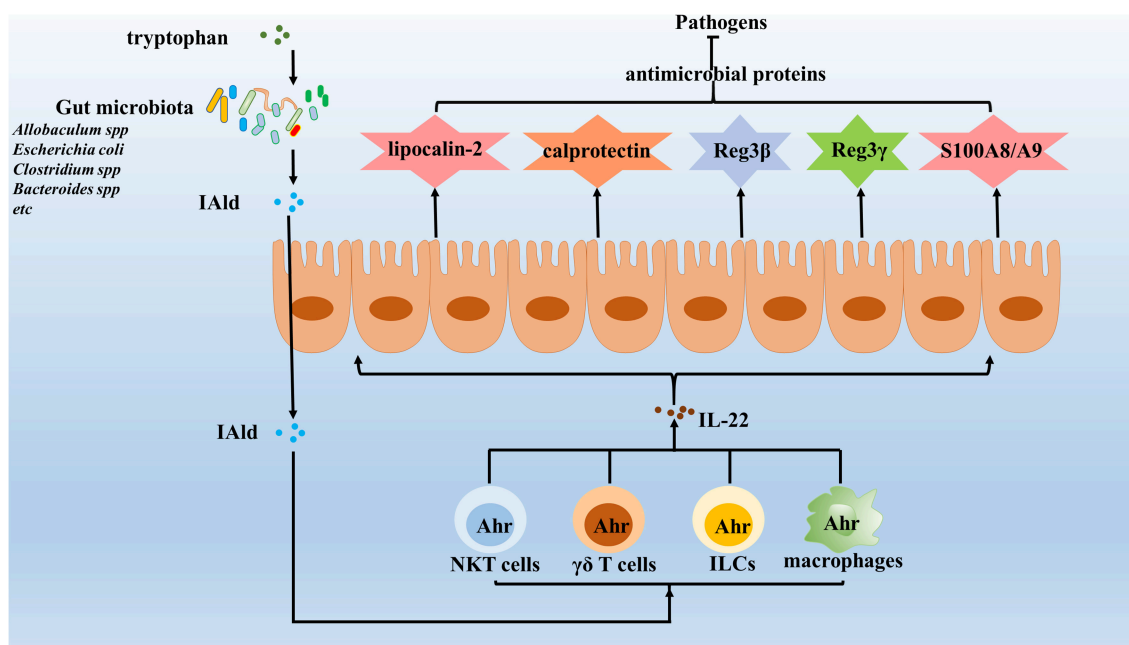 Pathogens
tryptophan
antimicrobial proteins
Gut microbiota
Allobaculum spp
Escherichia coli
Clostridium spp
Bacteroides spp
etc
lipocalin-2
calprotectin
Reg3β
Reg3γ
S100A8/A9
IAld
IL-22
IAld
Ahr
Ahr
Ahr
Ahr
NKT cells
γδ T cells
ILCs
macrophages